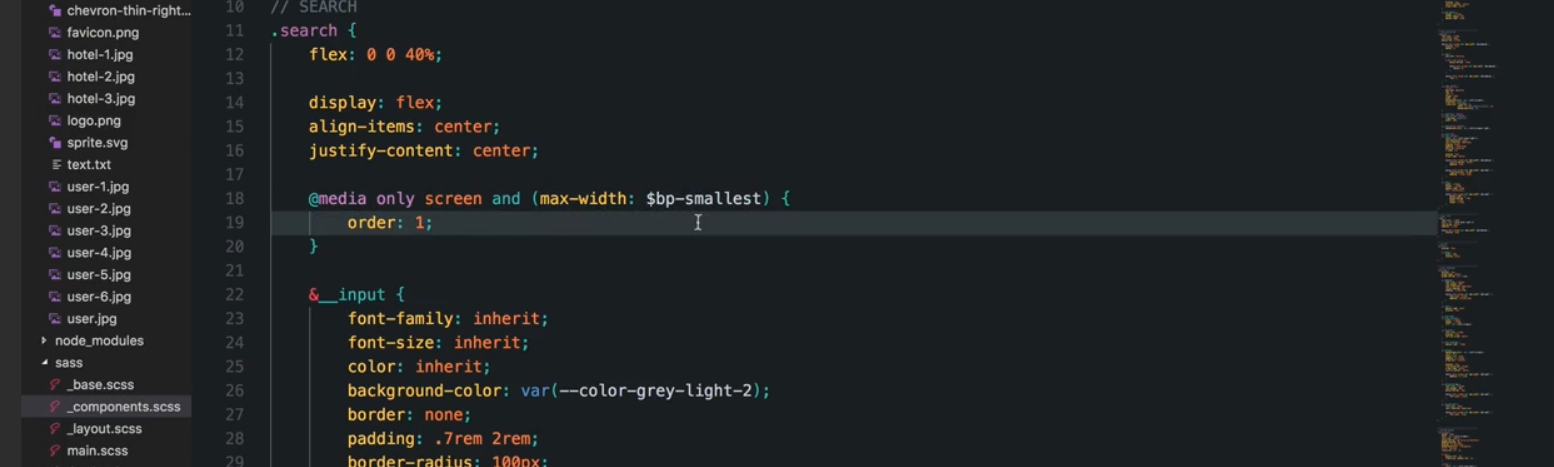 chevron-thin-right...
favicon.png
hotel-1.jpg
hotel-2.jpg
hotel-3.jpg
logo.png
sprite.svg
text.txt
user-1.jpg
user-2.jpg
user-3.jpg
user-4.jpg
user-5.jpg
user-6.jpg
user.jpg
node_modules
sass
_base.scss
_components.scss
_layout.scss
main.scss
10 // SEARCH
11 .search {
12     flex: 0 0 40%;
13
14     display: flex;
15     align-items: center;
16     justify-content: center;
17
18     @media only screen and (max-width: $bp-smallest) {
19         order: 1;
20     }
21
22     &__input {
23         font-family: inherit;
24         font-size: inherit;
25         color: inherit;
26         background-color: var(--color-grey-light-2);
27         border: none;
28         padding: .7rem 2rem;
29         border-radius: 100px;